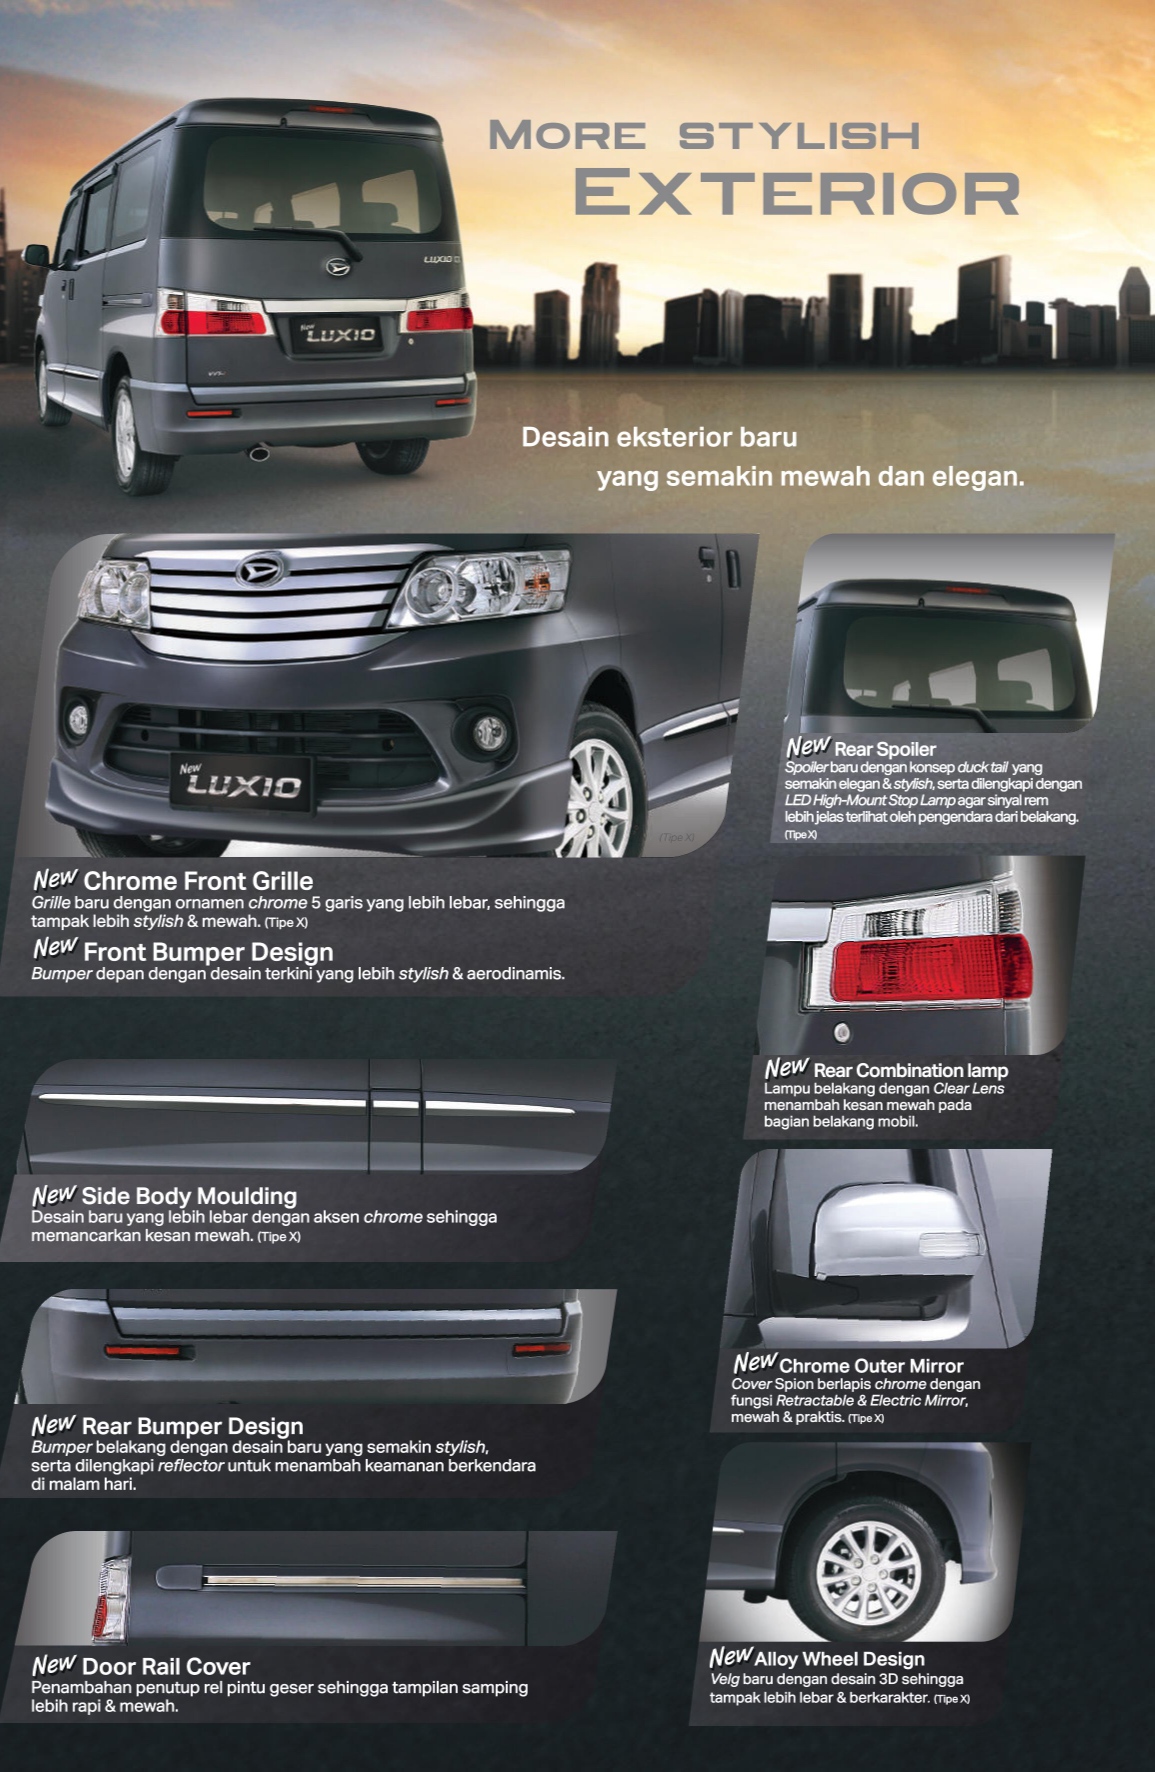 MORE STYLISH
EXTERIOR
LUXIO
New
LUXIO
Desain eksterior baru
yang semakin mewah dan elegan.
New
LUXIO
(Tipe X)
New Chrome Front Grille
Grille baru dengan ornamen chrome 5 garis yang lebih lebar, sehingga
tampak lebih stylish & mewah. (Tipe X)
New Front Bumper Design
Bumper depan dengan desain terkini yang lebih stylish & aerodinamis.
New Side Body Moulding
Desain baru yang lebih lebar dengan aksen chrome sehingga
memancarkan kesan mewah. (Tipe X)
New Rear Bumper Design
Bumper belakang dengan desain baru yang semakin stylish,
serta dilengkapi reflector untuk menambah keamanan berkendara
di malam hari.
New Door Rail Cover
Penambahan penutup rel pintu geser sehingga tampilan samping
lebih rapi & mewah.
New Rear Spoiler
Spoiler baru dengan konsep duck tail yang
semakin elegan & stylish, serta dilengkapi dengan
LED High-Mount Stop Lamp agar sinyal rem
lebih jelas terlihat oleh pengendara dari belakang.
(Tipe X)
New Rear Combination lamp
Lampu belakang dengan Clear Lens
menambah kesan mewah pada
bagian belakang mobil.
New Chrome Outer Mirror
Cover Spion berlapis chrome dengan
fungsi Retractable & Electric Mirror,
mewah & praktis. (Tipe X)
New Alloy Wheel Design
Velg baru dengan desain 3D sehingga
tampak lebih lebar & berkarakter. (Tipe X)